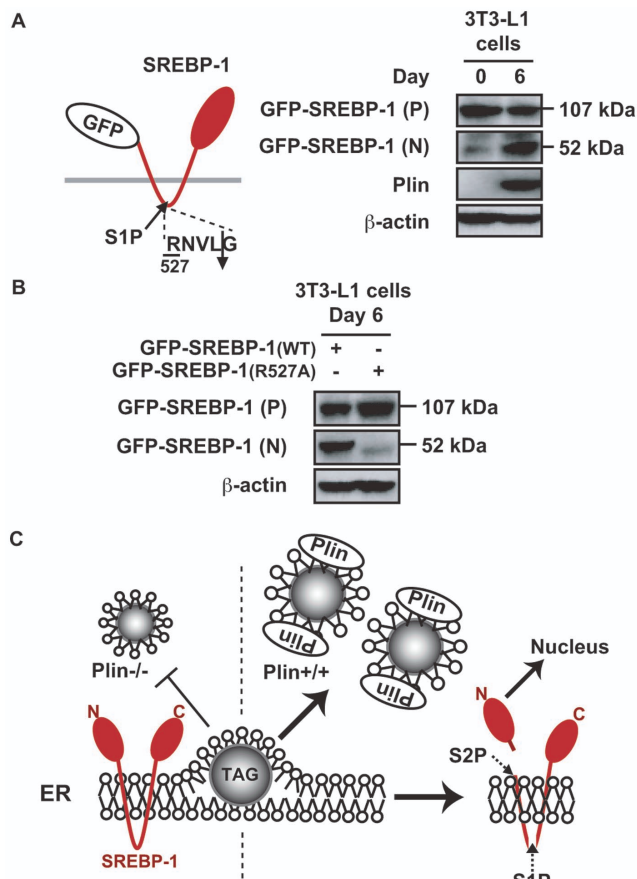 A
SREBP-1
GFP
S1P
RNVLG
527
3T3-L1
cells
Day 0 6
GFP-SREBP-1 (P) 107 kDa
GFP-SREBP-1 (N) 52 kDa
Plin
β-actin
B
3T3-L1 cells
Day 6
GFP-SREBP-1(WT) + -
GFP-SREBP-1(R527A) - +
GFP-SREBP-1 (P) 107 kDa
GFP-SREBP-1 (N) 52 kDa
β-actin
C
Plin
Plin
Plin
Plin
Plin-/-
Plin+/+
Nucleus
N C
N
C
TAG
S2P
ER
SREBP-1
S1P